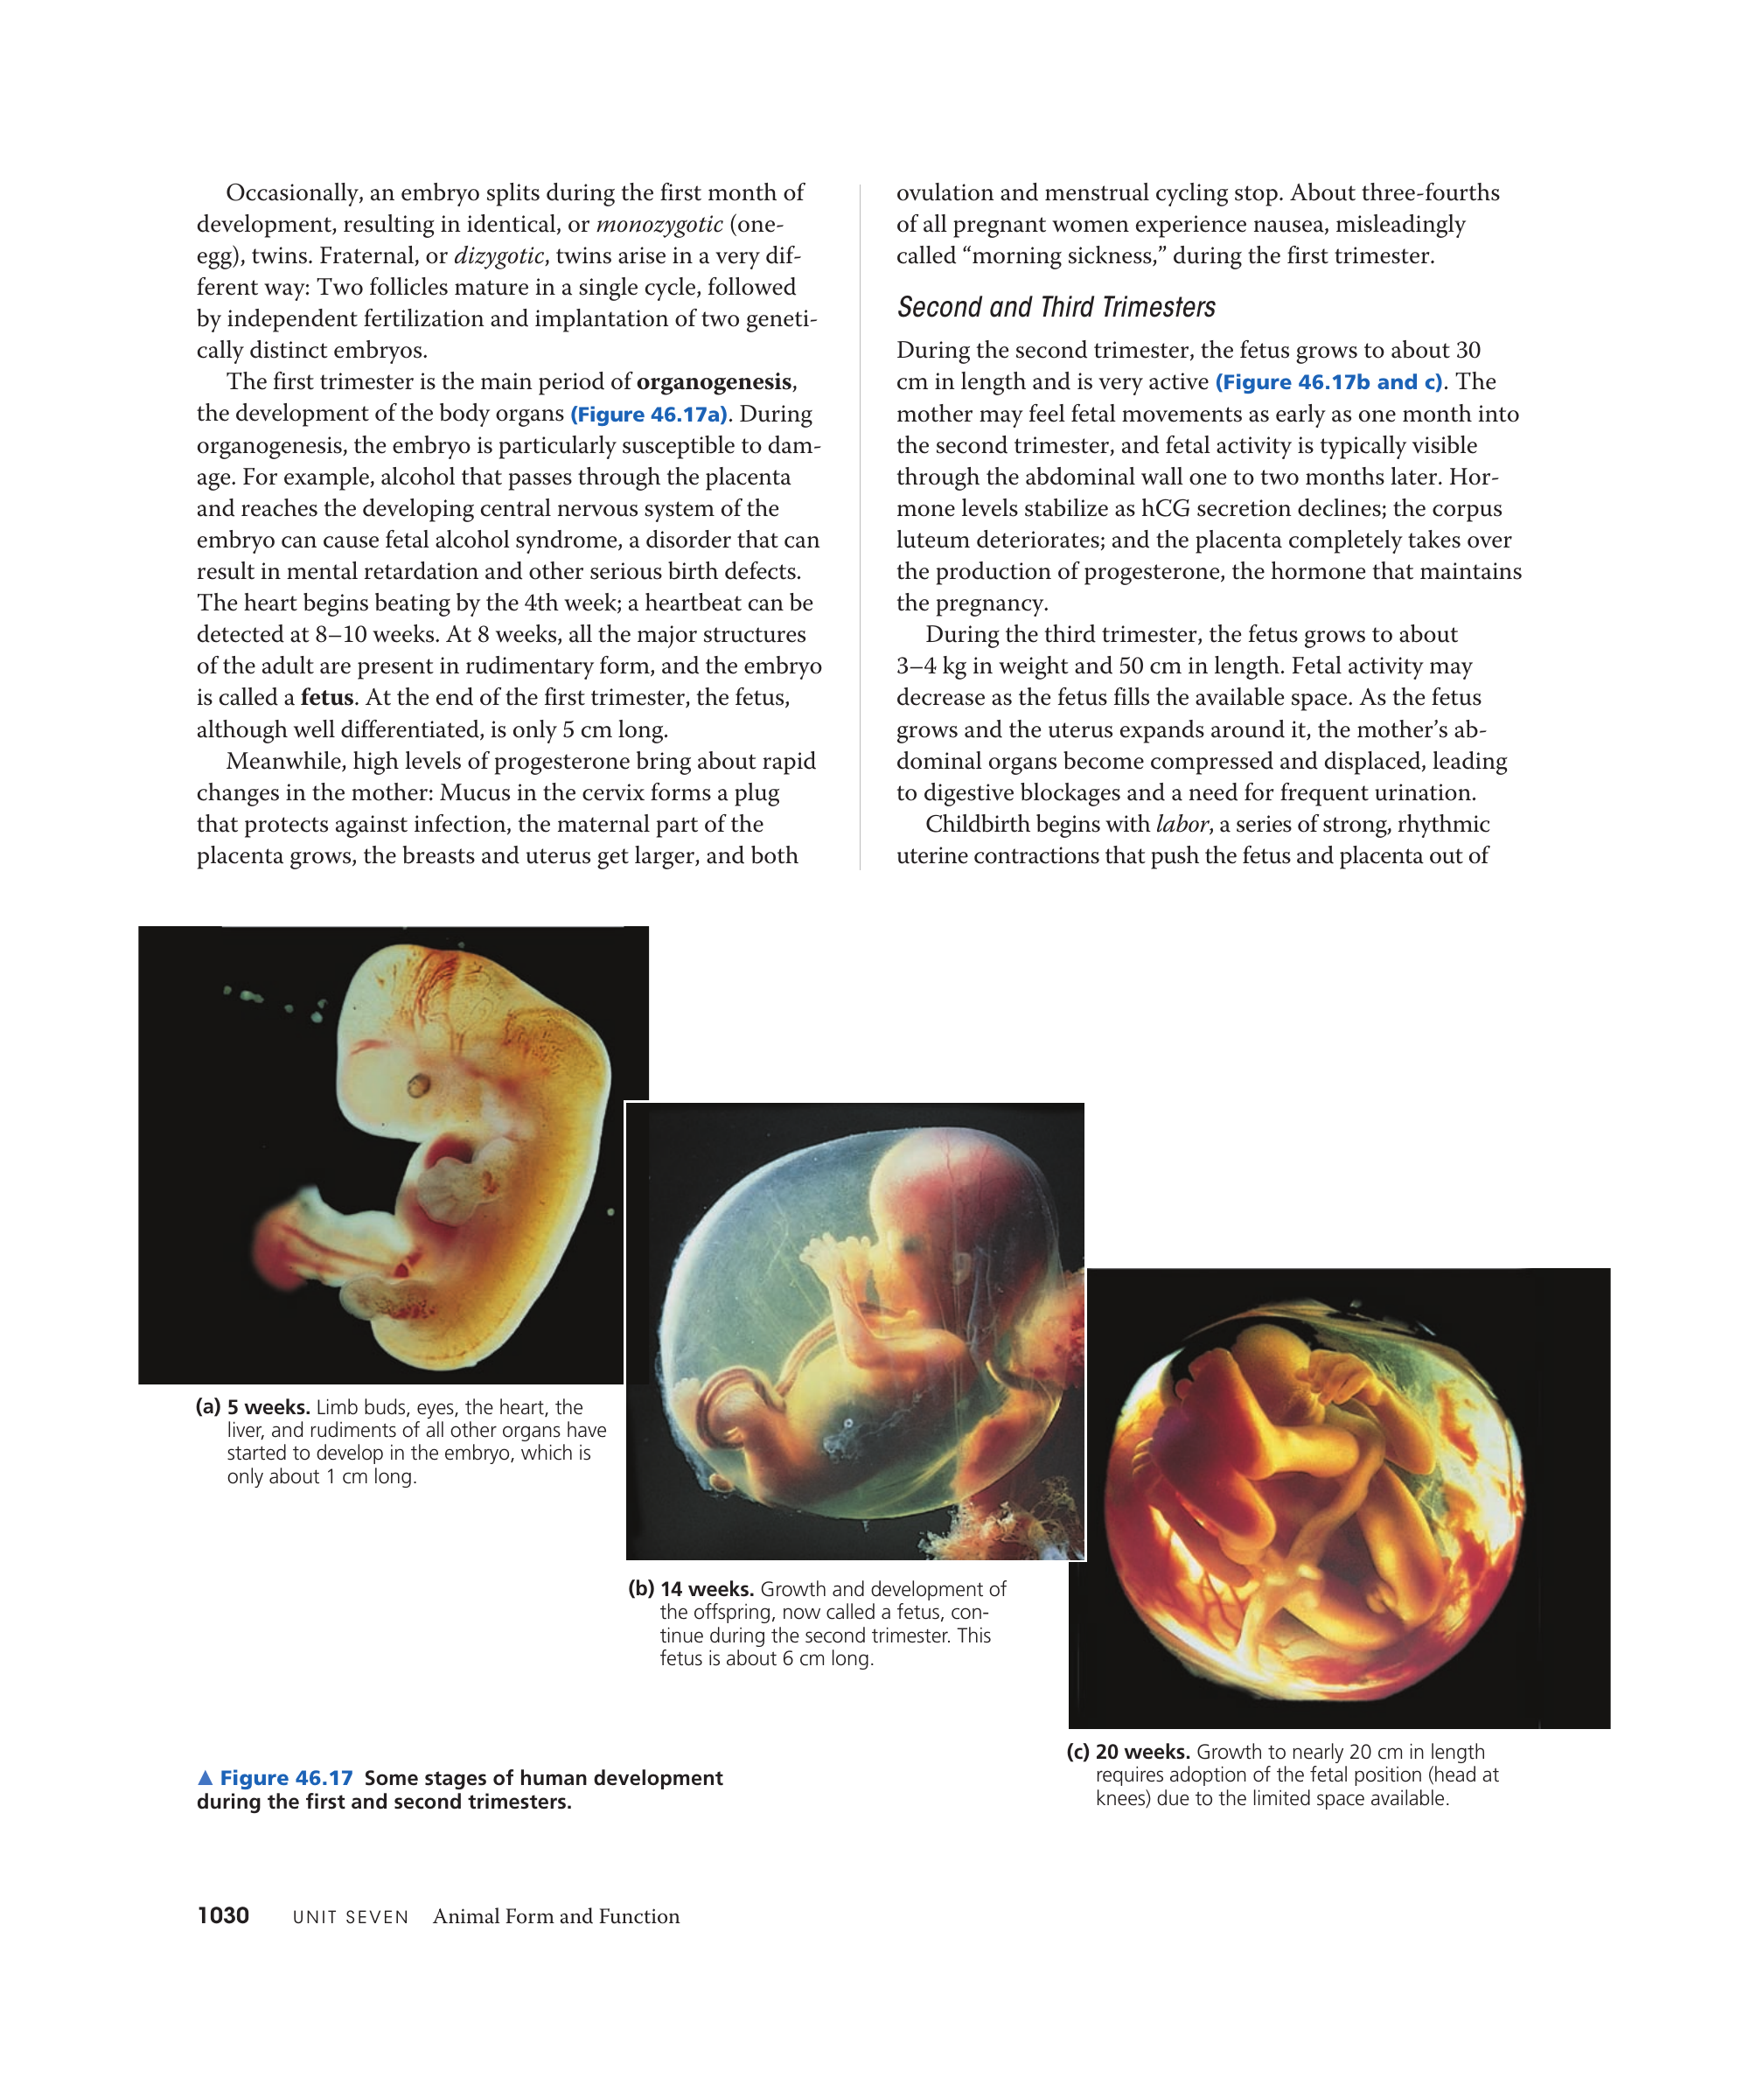 Occasionally, an embryo splits during the first month of
development, resulting in identical, or monozygotic (one-
egg), twins. Fraternal, or dizygotic, twins arise in a very dif-
ferent way: Two follicles mature in a single cycle, followed
by independent fertilization and implantation of two geneti-
cally distinct embryos.
The first trimester is the main period of organogenesis,
the development of the body organs (Figure 46.17a). During
organogenesis, the embryo is particularly susceptible to dam-
age. For example, alcohol that passes through the placenta
and reaches the developing central nervous system of the
embryo can cause fetal alcohol syndrome, a disorder that can
result in mental retardation and other serious birth defects.
The heart begins beating by the 4th week; a heartbeat can be
detected at 8–10 weeks. At 8 weeks, all the major structures
of the adult are present in rudimentary form, and the embryo
is called a fetus. At the end of the first trimester, the fetus,
although well differentiated, is only 5 cm long.
Meanwhile, high levels of progesterone bring about rapid
changes in the mother: Mucus in the cervix forms a plug
that protects against infection, the maternal part of the
placenta grows, the breasts and uterus get larger, and both
ovulation and menstrual cycling stop. About three-fourths
of all pregnant women experience nausea, misleadingly
called “morning sickness,” during the first trimester.
Second and Third Trimesters
During the second trimester, the fetus grows to about 30
cm in length and is very active (Figure 46.17b and c). The
mother may feel fetal movements as early as one month into
the second trimester, and fetal activity is typically visible
through the abdominal wall one to two months later. Hor-
mone levels stabilize as hCG secretion declines; the corpus
luteum deteriorates; and the placenta completely takes over
the production of progesterone, the hormone that maintains
the pregnancy.
During the third trimester, the fetus grows to about
3–4 kg in weight and 50 cm in length. Fetal activity may
decrease as the fetus fills the available space. As the fetus
grows and the uterus expands around it, the mother’s ab-
dominal organs become compressed and displaced, leading
to digestive blockages and a need for frequent urination.
Childbirth begins with labor, a series of strong, rhythmic
uterine contractions that push the fetus and placenta out of
(a) 5 weeks. Limb buds, eyes, the heart, the
liver, and rudiments of all other organs have
started to develop in the embryo, which is
only about 1 cm long.
(b) 14 weeks. Growth and development of
the offspring, now called a fetus, con-
tinue during the second trimester. This
fetus is about 6 cm long.
(c) 20 weeks. Growth to nearly 20 cm in length
requires adoption of the fetal position (head at
knees) due to the limited space available.
▲ Figure 46.17 Some stages of human development
during the first and second trimesters.
1030 UNIT SEVEN Animal Form and Function